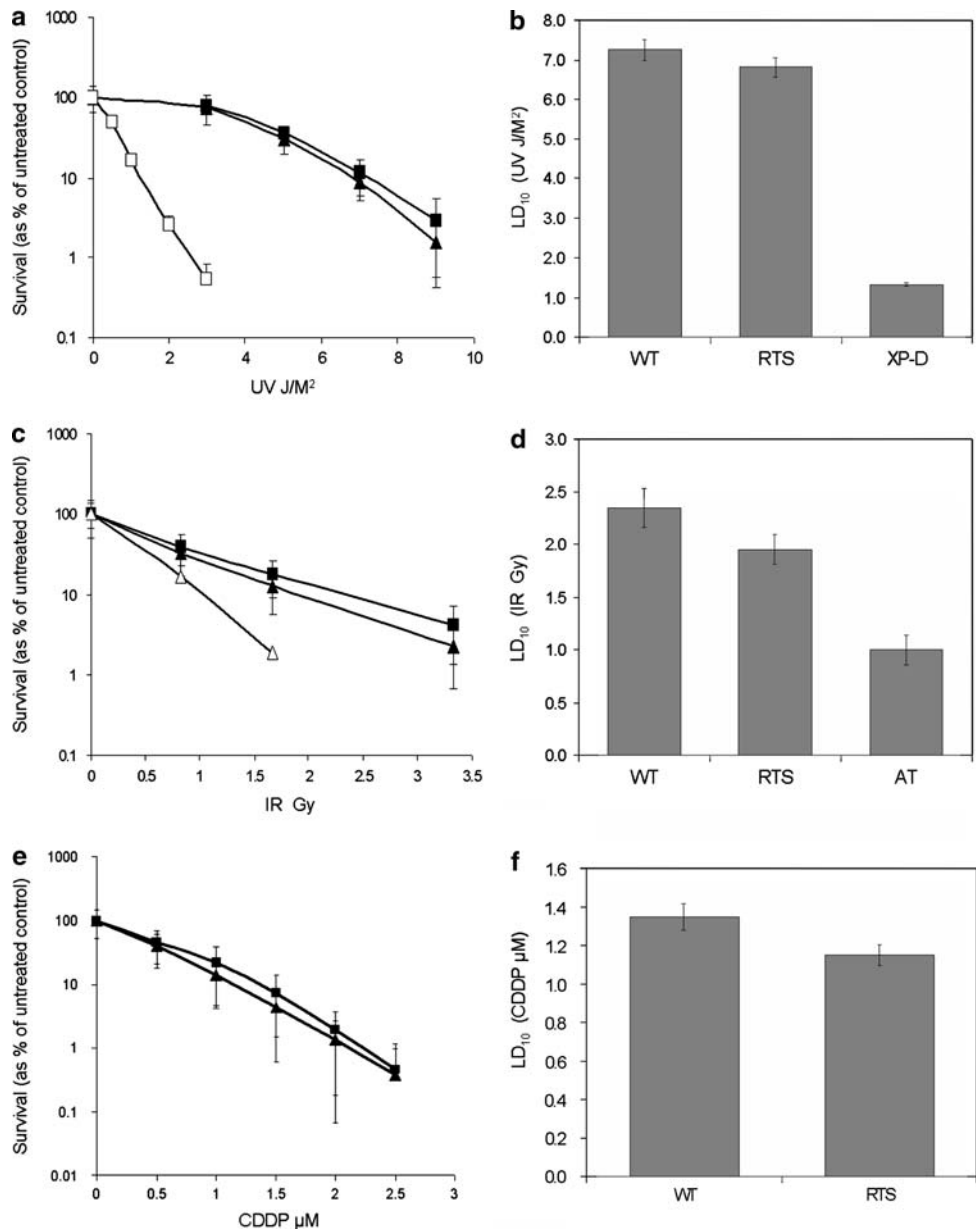 a
1000
100
10
1
0.1
0
2
4
6
8
10
Survival (as % of untreated control)
UV J/M²
b
8.0
7.0
6.0
5.0
4.0
3.0
2.0
1.0
0.0
LD₁₀ (UV J/M²)
WT
RTS
XP-D
c
1000
100
10
1
0.1
0
0.5
1
1.5
2
2.5
3
3.5
Survival (as % of untreated control)
IR Gy
d
3.0
2.5
2.0
1.5
1.0
0.5
0.0
LD₁₀ (IR Gy)
WT
RTS
AT
e
1000
100
10
1
0.1
0.01
0
0.5
1
1.5
2
2.5
3
Survival (as % of untreated control)
CDDP µM
f
1.6
1.4
1.2
1.0
0.8
0.6
0.4
0.2
0.0
LD₁₀ (CDDP µM)
WT
RTS